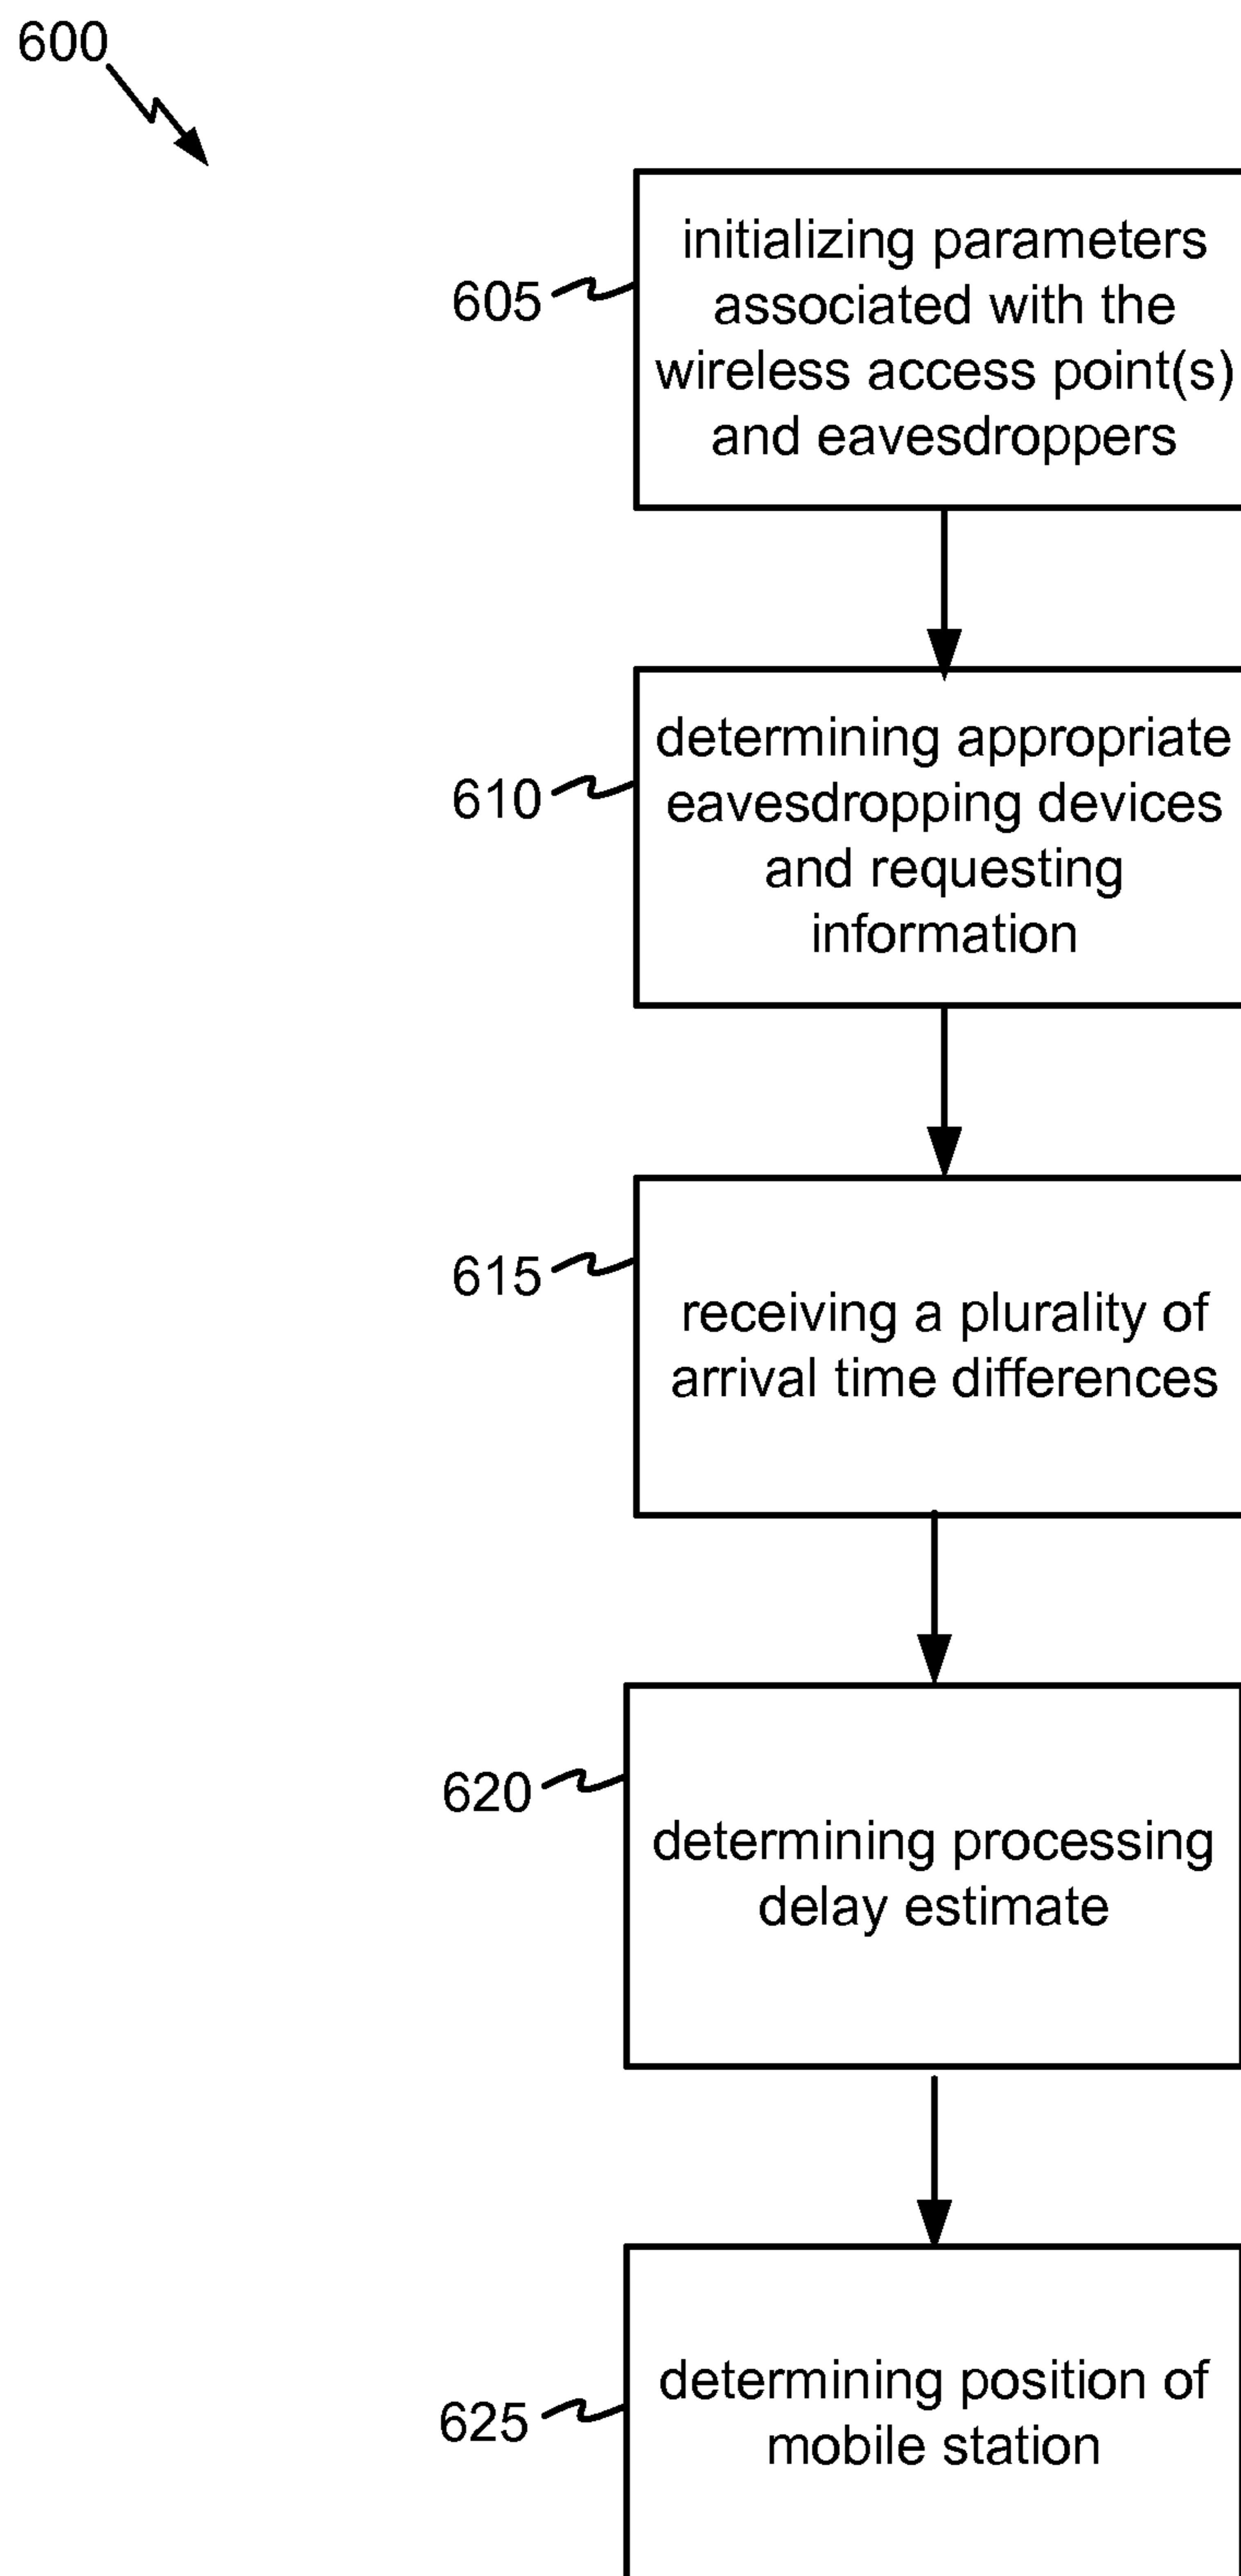 600
605
initializing parameters
associated with the
wireless access point(s)
and eavesdroppers
610
determining appropriate
eavesdropping devices
and requesting
information
615
receiving a plurality of
arrival time differences
620
determining processing
delay estimate
625
determining position of
mobile station